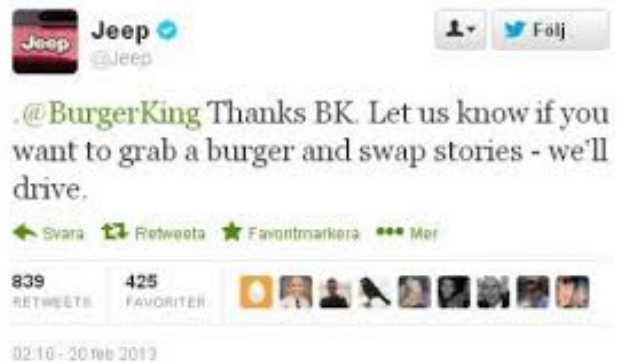 Jeep
Jeep
@Jeep
Följ
.@BurgerKing Thanks BK. Let us know if you
want to grab a burger and swap stories - we'll
drive.
Svara Retweeta Favoritmarkera Mer
839 425
RETWEETS FAVORITER
02:10 - 20 feb 2013